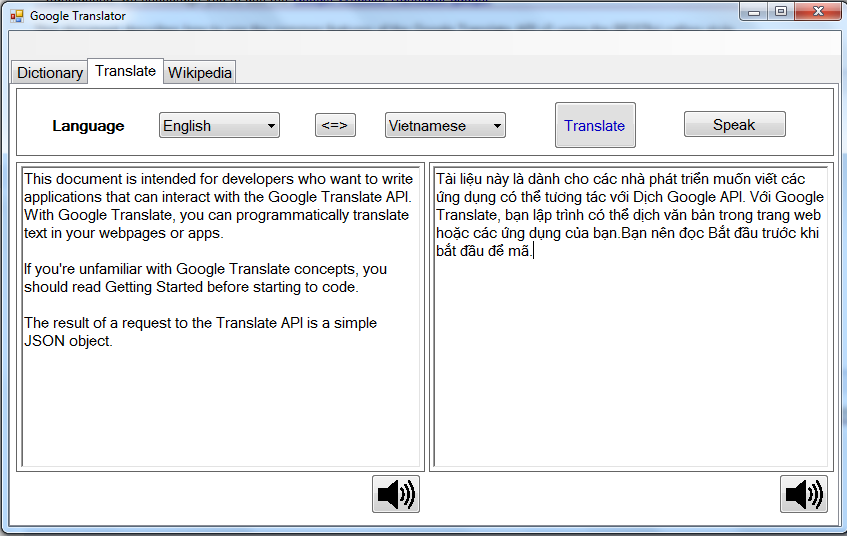 Google Translator
Dictionary
Translate
Wikipedia
Language
English
<=>
Vietnamese
Translate
Speak
This document is intended for developers who want to write
applications that can interact with the Google Translate API.
With Google Translate, you can programmatically translate
text in your webpages or apps.
If you're unfamiliar with Google Translate concepts, you
should read Getting Started before starting to code.
The result of a request to the Translate API is a simple
JSON object.
Tài liệu này là dành cho các nhà phát triển muốn viết các
ứng dụng có thể tương tác với Dịch Google API. Với Google
Translate, bạn lập trình có thể dịch văn bản trong trang web
hoặc các ứng dụng của bạn.Bạn nên đọc Bắt đầu trước khi
bắt đầu để mã.